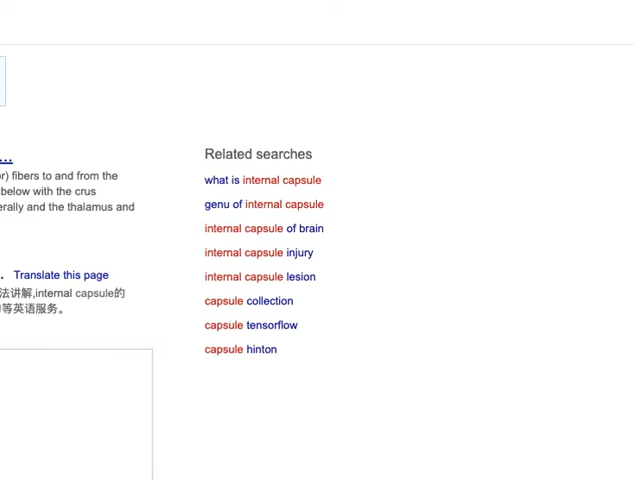 ...
r) fibers to and from the
below with the crus
erally and the thalamus and
. Translate this page
法讲解,internal capsule的
等英语服务。
Related searches
what is internal capsule
genu of internal capsule
internal capsule of brain
internal capsule injury
internal capsule lesion
capsule collection
capsule tensorflow
capsule hinton